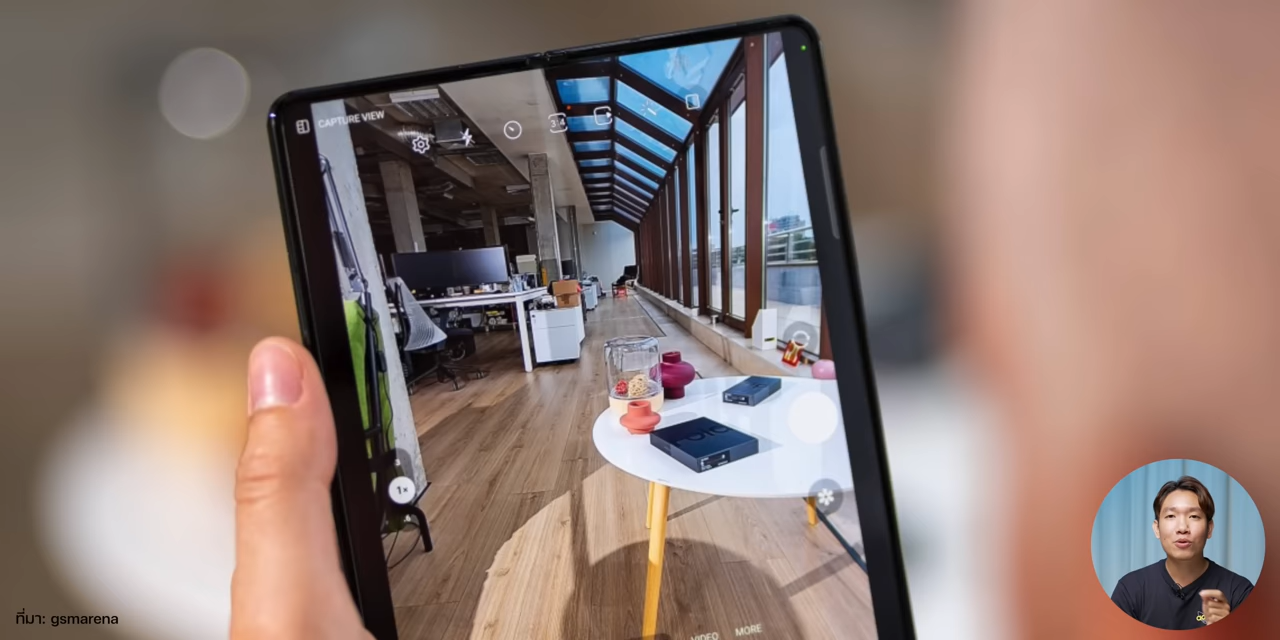 CAPTURE VIEW
3:4
1×
VIDEO MORE
ที่มา: gsmarena